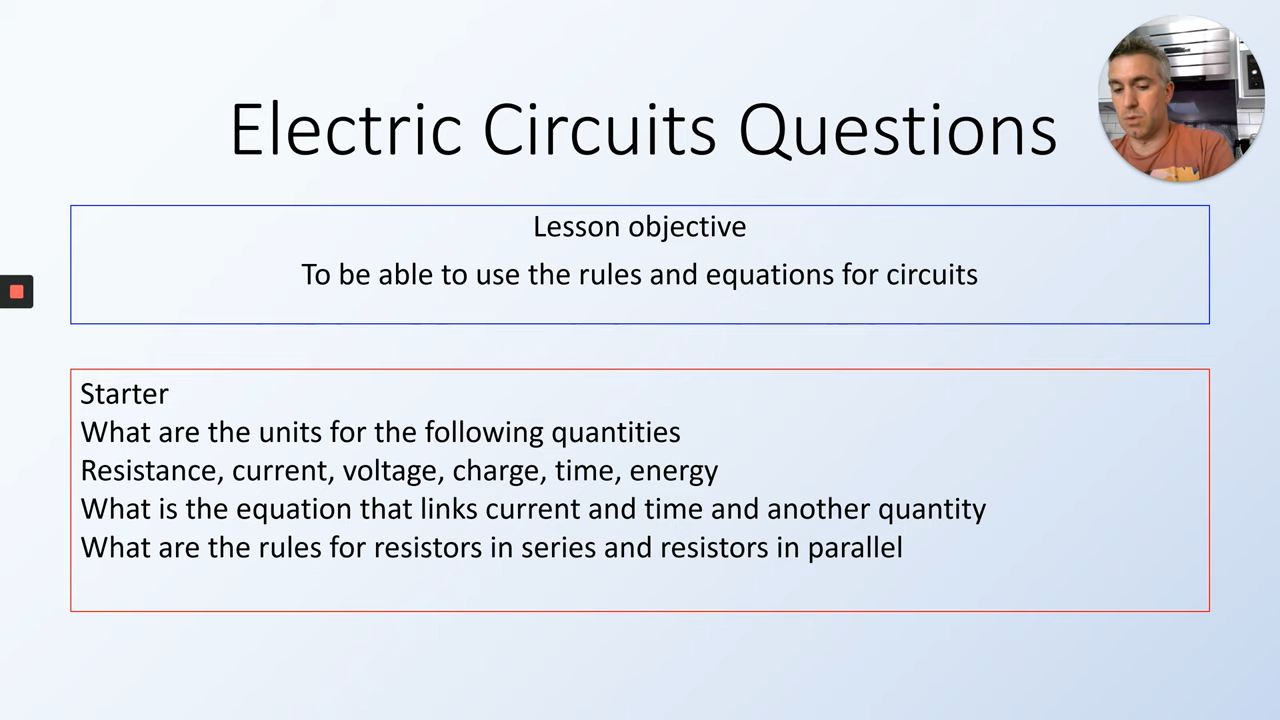 Electric Circuits Questions
Lesson objective
To be able to use the rules and equations for circuits
Starter
What are the units for the following quantities
Resistance, current, voltage, charge, time, energy
What is the equation that links current and time and another quantity
What are the rules for resistors in series and resistors in parallel